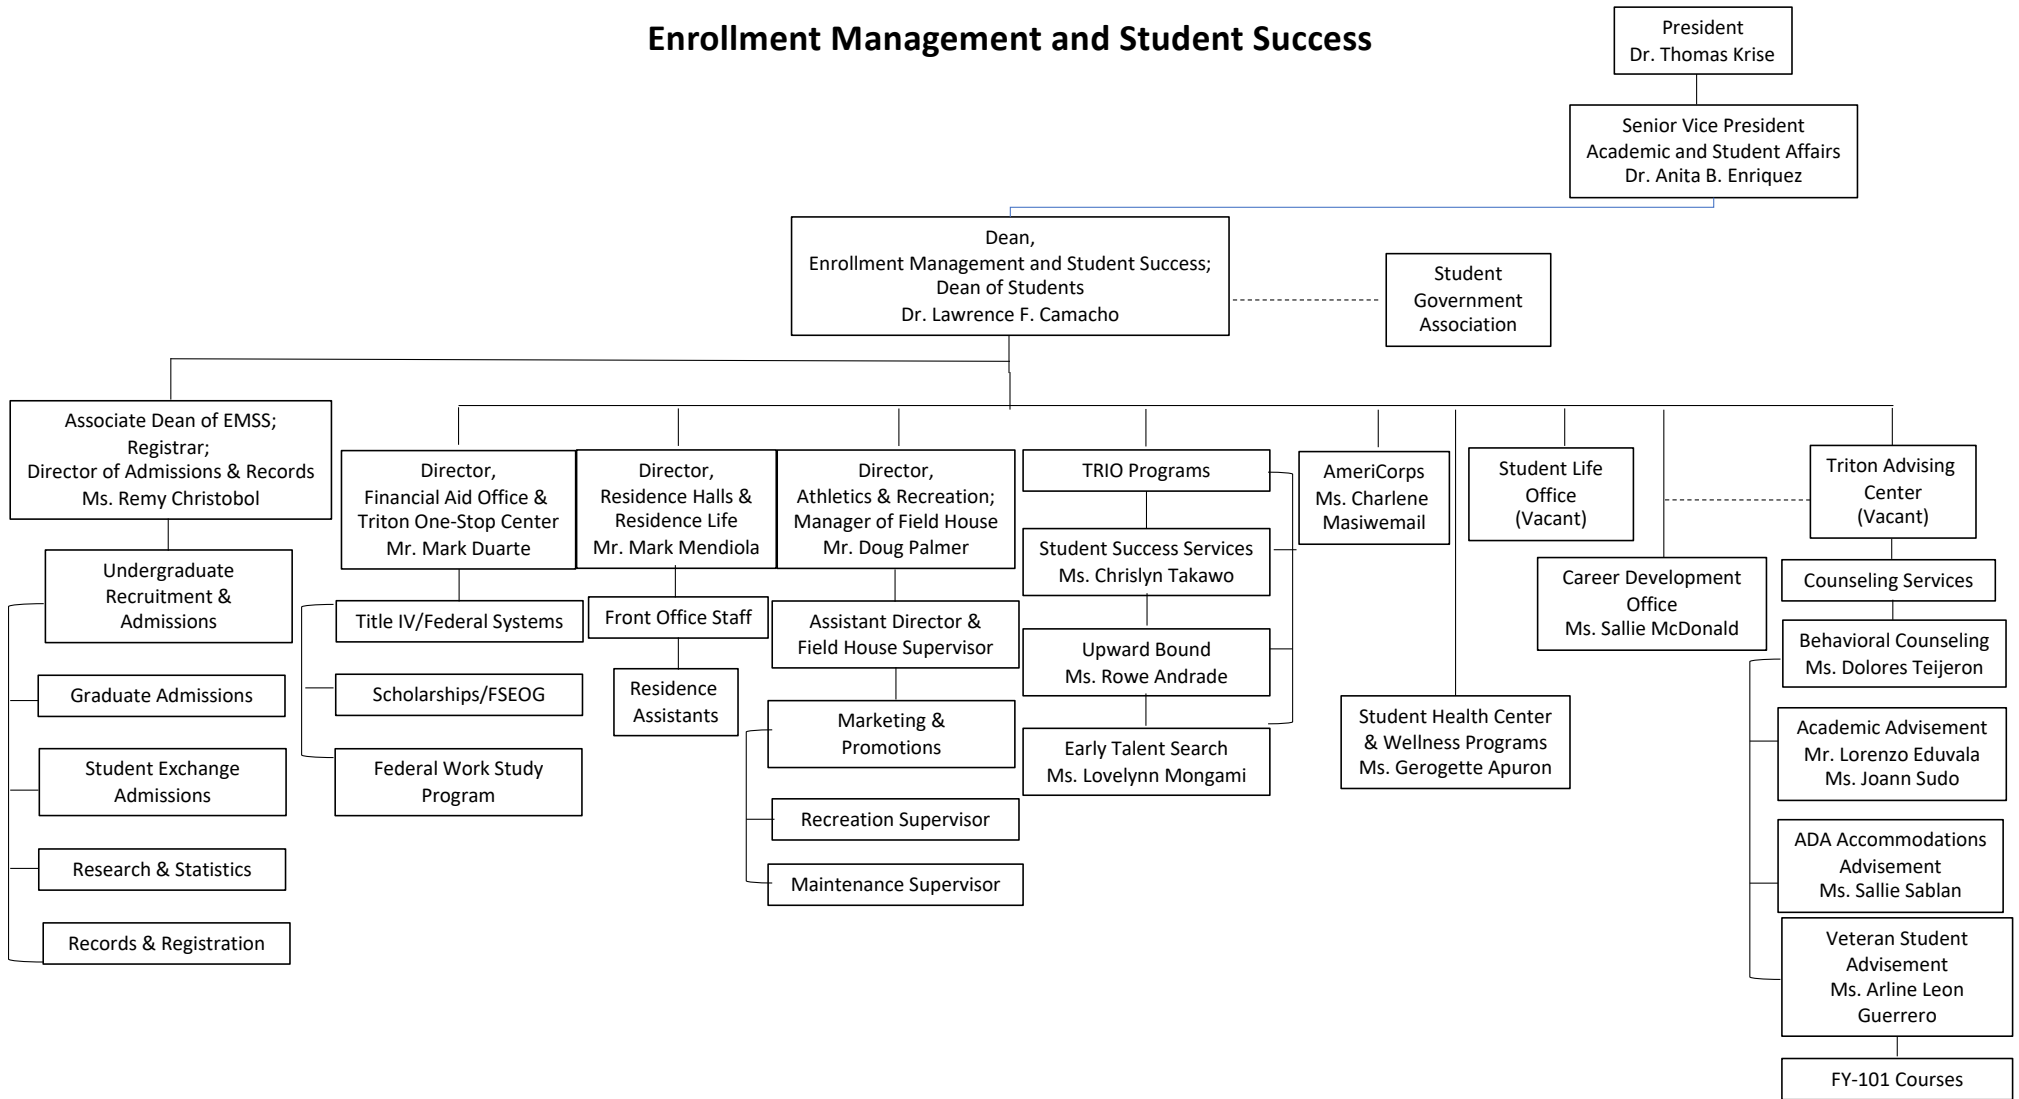 Enrollment Management and Student Success
President
Dr. Thomas Krise
Senior Vice President
Academic and Student Affairs
Dr. Anita B. Enriquez
Dean,
Enrollment Management and Student Success;
Dean of Students
Dr. Lawrence F. Camacho
Student
Government
Association
Associate Dean of EMSS;
Registrar;
Director of Admissions & Records
Ms. Remy Christobol
Undergraduate
Recruitment &
Admissions
Graduate Admissions
Student Exchange
Admissions
Research & Statistics
Records & Registration
Director,
Financial Aid Office &
Triton One-Stop Center
Mr. Mark Duarte
Title IV/Federal Systems
Scholarships/FSEOG
Federal Work Study
Program
Director,
Residence Halls &
Residence Life
Mr. Mark Mendiola
Front Office Staff
Residence
Assistants
Director,
Athletics & Recreation;
Manager of Field House
Mr. Doug Palmer
Assistant Director &
Field House Supervisor
Marketing &
Promotions
Recreation Supervisor
Maintenance Supervisor
TRIO Programs
Student Success Services
Ms. Chrislyn Takawo
Upward Bound
Ms. Rowe Andrade
Early Talent Search
Ms. Lovelynn Mongami
AmeriCorps
Ms. Charlene
Masiwemail
Student Health Center
& Wellness Programs
Ms. Gerogette Apuron
Student Life
Office
(Vacant)
Career Development
Office
Ms. Sallie McDonald
Triton Advising
Center
(Vacant)
Counseling Services
Behavioral Counseling
Ms. Dolores Teijeron
Academic Advisement
Mr. Lorenzo Eduvala
Ms. Joann Sudo
ADA Accommodations
Advisement
Ms. Sallie Sablan
Veteran Student
Advisement
Ms. Arline Leon
Guerrero
FY-101 Courses